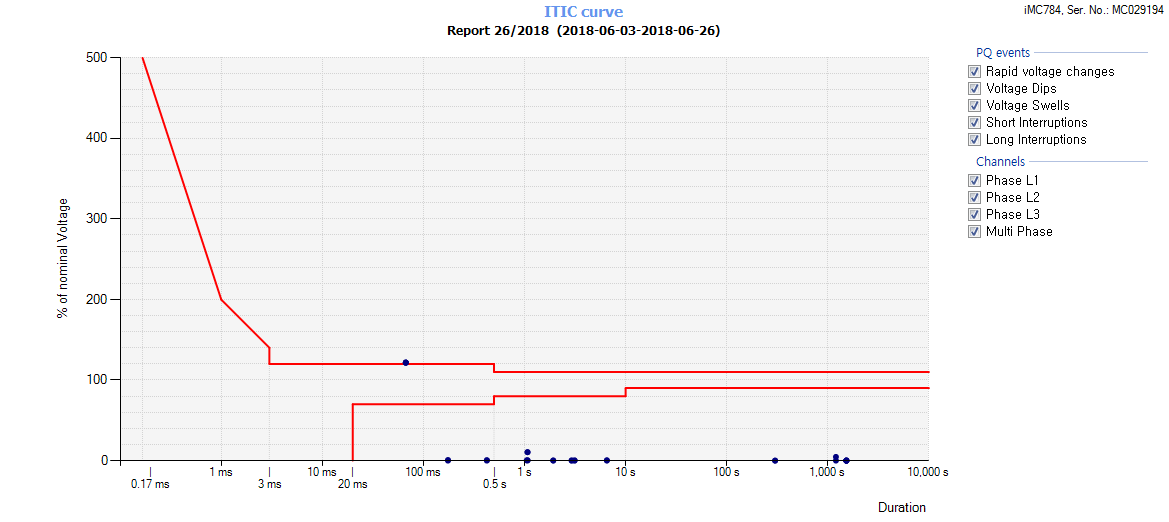 ITIC curve
iMC784, Ser. No.: MC029194
Report 26/2018 (2018-06-03-2018-06-26)
PQ events
Rapid voltage changes
Voltage Dips
Voltage Swells
Short Interruptions
Long Interruptions
Channels
Phase L1
Phase L2
Phase L3
Multi Phase
% of nominal Voltage
500
400
300
200
100
0
1 ms 10 ms 100 ms 1 s 10 s 100 s 1,000 s 10,000 s
0.17 ms 3 ms 20 ms 0.5 s
Duration